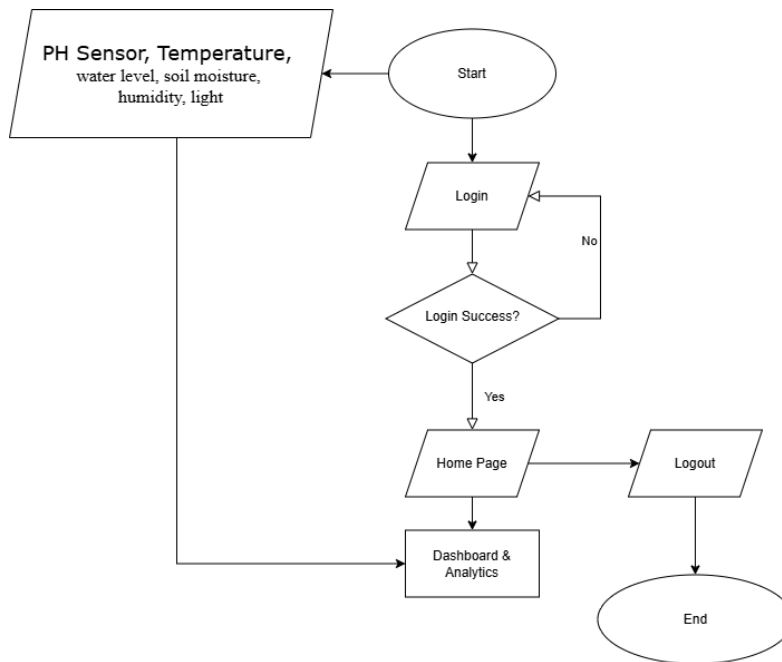 PH Sensor, Temperature,
water level, soil moisture,
humidity, light
Start
Login
No
Login Success?
Yes
Home Page
Logout
Dashboard &
Analytics
End